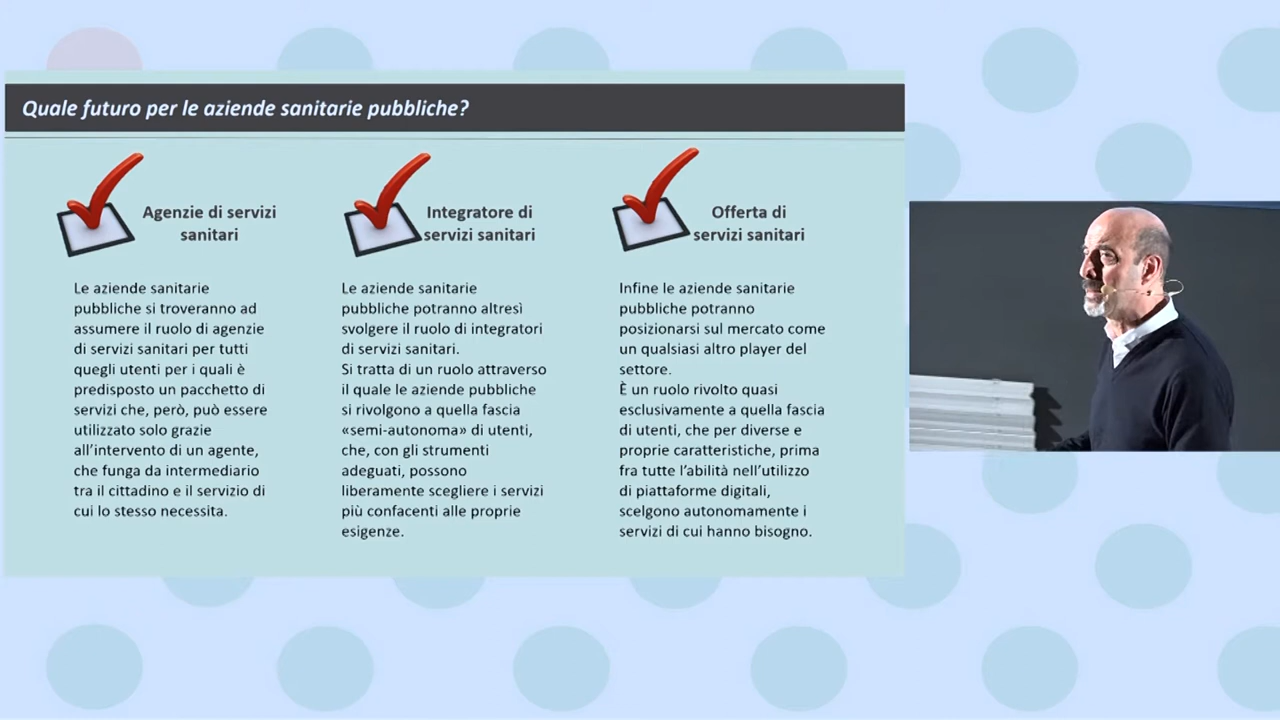 Quale futuro per le aziende sanitarie pubbliche?
Agenzie di servizi
sanitari
Le aziende sanitarie
pubbliche si troveranno ad
assumere il ruolo di agenzie
di servizi sanitari per tutti
quegli utenti per i quali è
predisposto un pacchetto di
servizi che, però, può essere
utilizzato solo grazie
all’intervento di un agente,
che funga da intermediario
tra il cittadino e il servizio di
cui lo stesso necessita.
Integratore di
servizi sanitari
Le aziende sanitarie
pubbliche potranno altresì
svolgere il ruolo di integratori
di servizi sanitari.
Si tratta di un ruolo attraverso
il quale le aziende pubbliche
si rivolgono a quella fascia
«semi-autonoma» di utenti,
che, con gli strumenti
adeguati, possono
liberamente scegliere i servizi
più confacenti alle proprie
esigenze.
Offerta di
servizi sanitari
Infine le aziende sanitarie
pubbliche potranno
posizionarsi sul mercato come
un qualsiasi altro player del
settore.
È un ruolo rivolto quasi
esclusivamente a quella fascia
di utenti, che per diverse e
proprie caratteristiche, prima
fra tutte l’abilità nell’utilizzo
di piattaforme digitali,
scelgono autonomamente i
servizi di cui hanno bisogno.